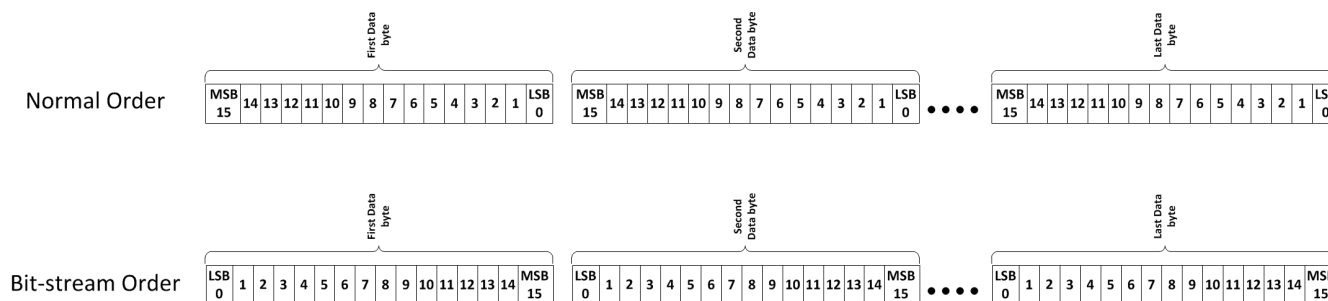 First Data
byte
Second
Data byte
Last Data
byte
Normal Order
MSB
15 14 13 12 11 10 9 8 7 6 5 4 3 2 1 LSB
0
MSB
15 14 13 12 11 10 9 8 7 6 5 4 3 2 1 LSB
0
MSB
15 14 13 12 11 10 9 8 7 6 5 4 3 2 1 LS
0
First Data
byte
Second
Data byte
Last Data
byte
Bit-stream Order
LSB
0 1 2 3 4 5 6 7 8 9 10 11 12 13 14 MSB
15
LSB
0 1 2 3 4 5 6 7 8 9 10 11 12 13 14 MSB
15
LSB
0 1 2 3 4 5 6 7 8 9 10 11 12 13 14 MS
15